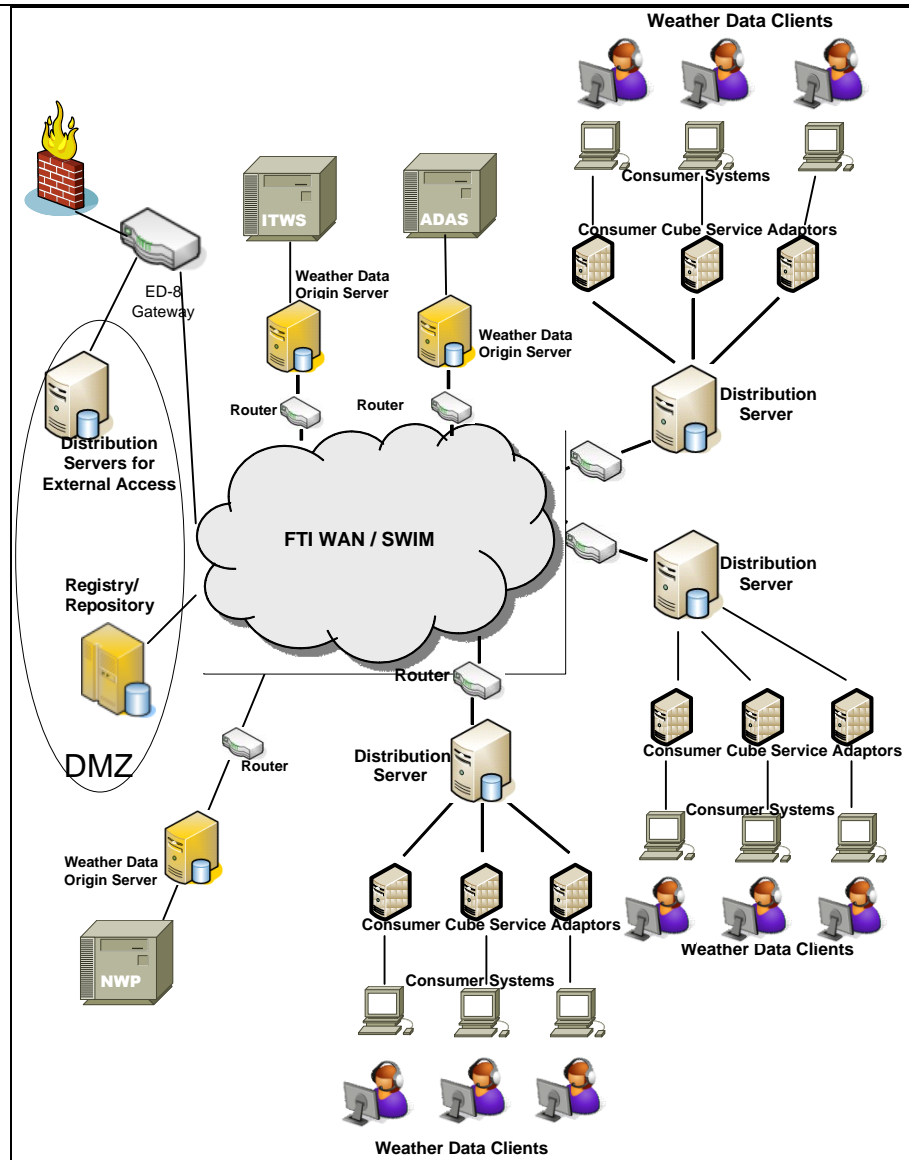 Weather Data Clients
Consumer Systems
Consumer Cube Service Adaptors
ITWS
ADAS
Weather Data
Origin Server
Weather Data
Origin Server
ED-8
Gateway
Router
Router
Distribution
Server
Distribution
Servers for
External Access
FTI WAN / SWIM
Distribution
Server
Registry/
Repository
Router
DMZ
Router
Distribution
Server
Consumer Cube Service Adaptors
Consumer Systems
Weather Data
Origin Server
Weather Data Clients
Consumer Cube Service Adaptors
NWP
Consumer Systems
Weather Data Clients